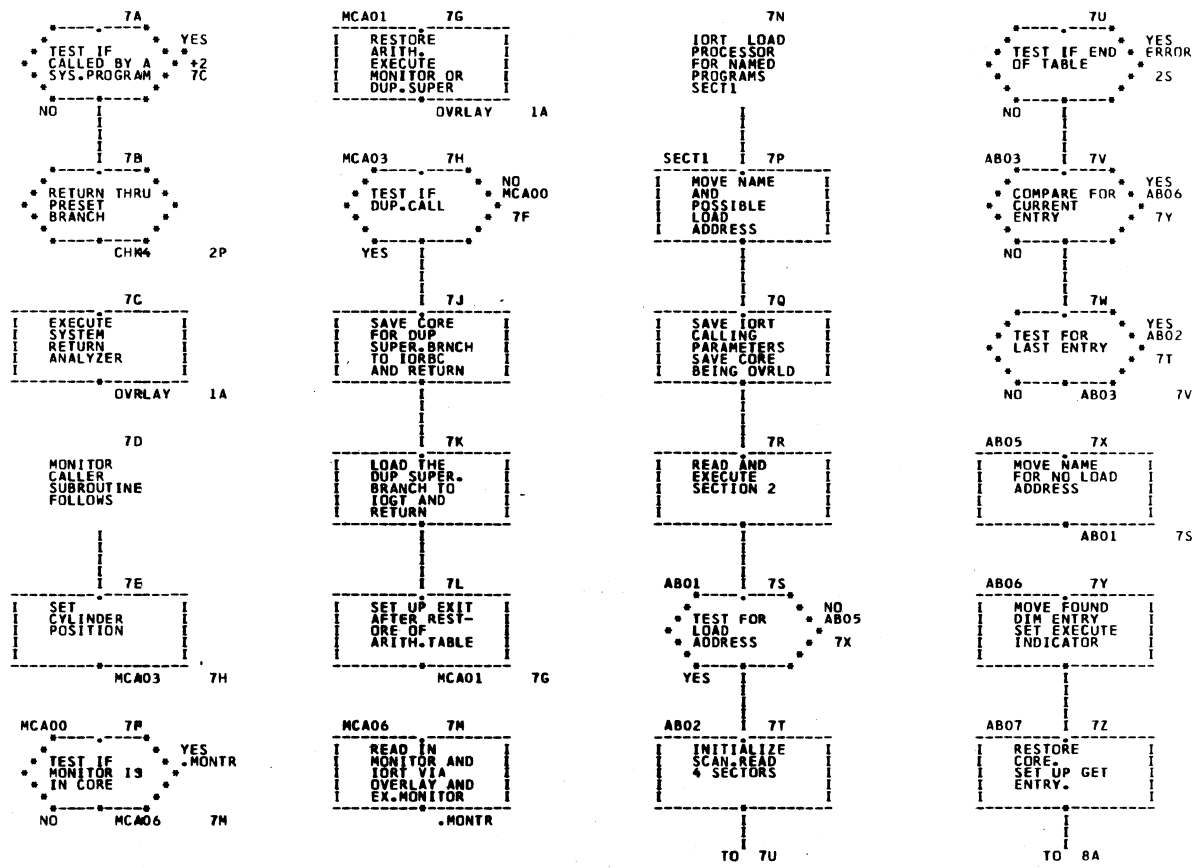 7A
TEST IF
CALLED BY A
SYS.PROGRAM
YES
+2
7C
NO
7B
RETURN THRU
PRESET
BRANCH
CHK4 2P
7C
EXECUTE
SYSTEM
RETURN
ANALYZER
OVRLAY 1A
7D
MONITOR
CALLER
SUBROUTINE
FOLLOWS
7E
SET
CYLINDER
POSITION
MCA03 7H
MCA00 7F
TEST IF
MONITOR IS
IN CORE
YES
.MONTR
NO MCA06 7M
MCA01 7G
RESTORE
ARITH.
EXECUTE
MONITOR OR
DUP.SUPER
OVRLAY 1A
MCA03 7H
TEST IF
DUP.CALL
NO
MCA00
7F
YES
7J
SAVE CORE
FOR DUP
SUPER.BRNCH
TO IORBC
AND RETURN
7K
LOAD THE
DUP SUPER.
BRANCH TO
IOGT AND
RETURN
7L
SET UP EXIT
AFTER REST-
ORE OF
ARITH.TABLE
MCA01 7G
MCA06 7M
READ IN
MONITOR AND
IORT VIA
OVERLAY AND
EX.MONITOR
.MONTR
7N
IORT LOAD
PROCESSOR
FOR NAMED
PROGRAMS
SECT1
SECT1 7P
MOVE NAME
AND
POSSIBLE
LOAD
ADDRESS
7Q
SAVE IORT
CALLING
PARAMETERS
SAVE CORE
BEING OVRLD
7R
READ AND
EXECUTE
SECTION 2
AB01 7S
TEST FOR
LOAD
ADDRESS
NO
AB05
7X
YES
AB02 7T
INITIALIZE
SCAN.READ
4 SECTORS
TO 7U
7U
TEST IF END
OF TABLE
YES
ERROR
2S
NO
AB03 7V
COMPARE FOR
CURRENT
ENTRY
YES
AB06
7Y
NO
7W
TEST FOR
LAST ENTRY
YES
AB02
7T
NO AB03 7V
AB05 7X
MOVE NAME
FOR NO LOAD
ADDRESS
AB01 7S
AB06 7Y
MOVE FOUND
DIM ENTRY
SET EXECUTE
INDICATOR
AB07 7Z
RESTORE
CORE.
SET UP GET
ENTRY.
TO 8A